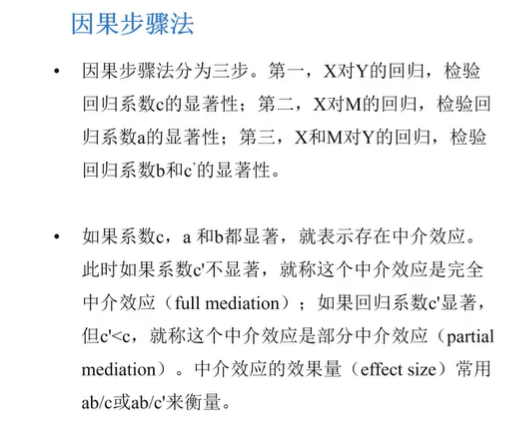 因果步骤法
• 因果步骤法分为三步。第一，X对Y的回归，检验
回归系数c的显著性；第二，X对M的回归，检验回
归系数a的显著性；第三，X和M对Y的回归，检验
回归系数b和c'的显著性。
• 如果系数c，a 和b都显著，就表示存在中介效应。
此时如果系数c'不显著，就称这个中介效应是完全
中介效应（full mediation）；如果回归系数c'显著，
但c'<c，就称这个中介效应是部分中介效应（partial
mediation）。中介效应的效果量（effect size）常用
ab/c或ab/c'来衡量。